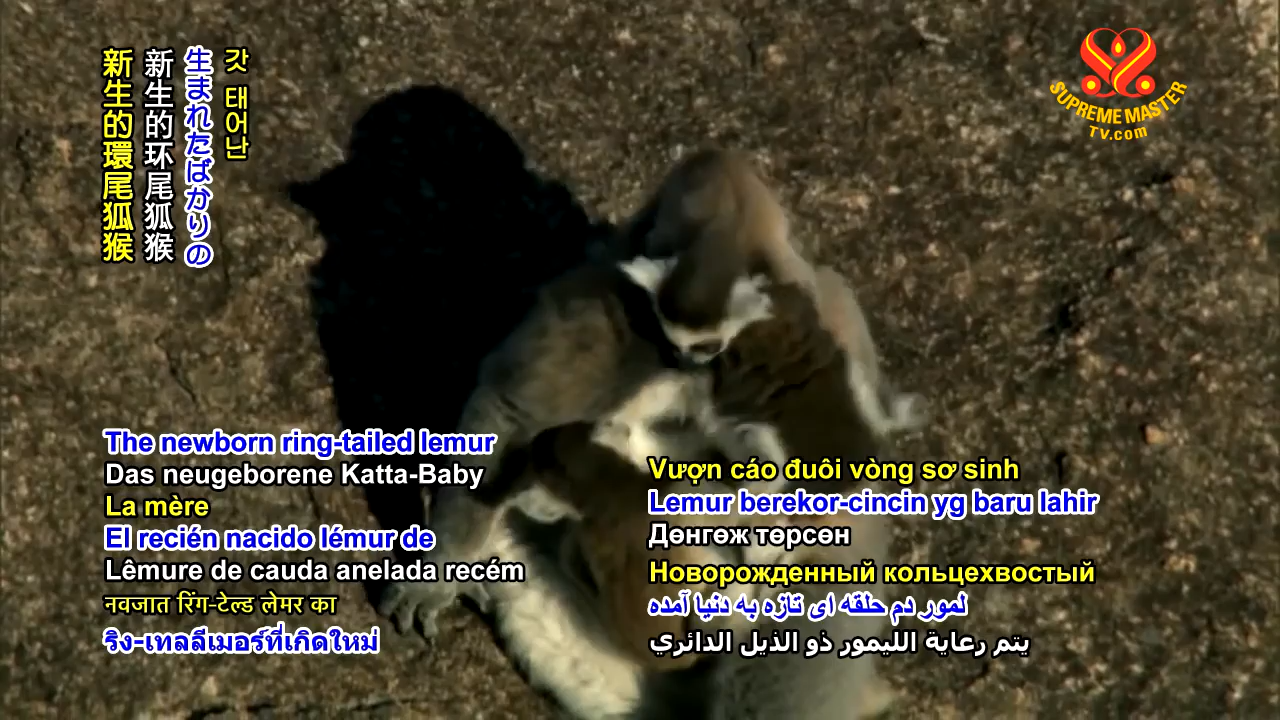 갓 태어난
生まれたばかりの
新生的环尾狐猴
新生的環尾狐猴
SUPREME MASTER
TV.com
The newborn ring-tailed lemur
Das neugeborene Katta-Baby
La mère
El recién nacido lémur de
Lêmure de cauda anelada recém
नवजात रिंग-टेल्ड लेमर का
ริง-เทลลีเมอร์ที่เกิดใหม่
Vượn cáo đuôi vòng sơ sinh
Lemur berekor-cincin yg baru lahir
Дөнгөж төрсөн
Новорожденный кольцехвостый
لمور دم حلقه ای تازه به دنیا آمده
يتم رعاية الليمور ذو الذيل الدائري